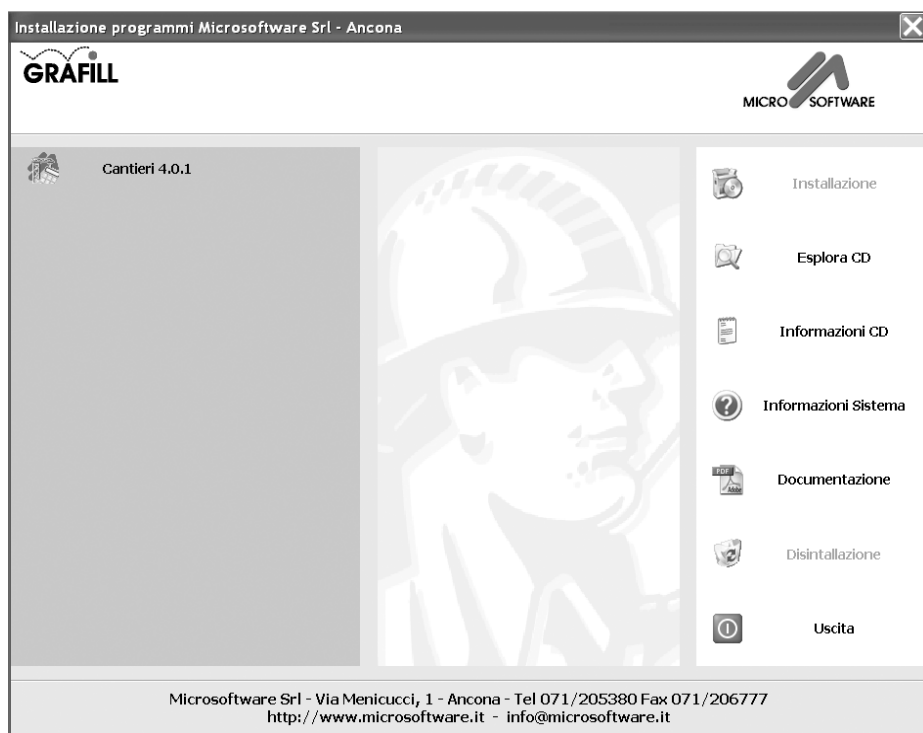 Installazione programmi Microsoftware Srl - Ancona
GRAFILL
MICRO SOFTWARE
Cantieri 4.0.1
Installazione
Esplora CD
Informazioni CD
Informazioni Sistema
PDF
Adobe
Documentazione
Disintallazione
Uscita
Microsoftware Srl - Via Menicucci, 1 - Ancona - Tel 071/205380 Fax 071/206777
http://www.microsoftware.it - info@microsoftware.it